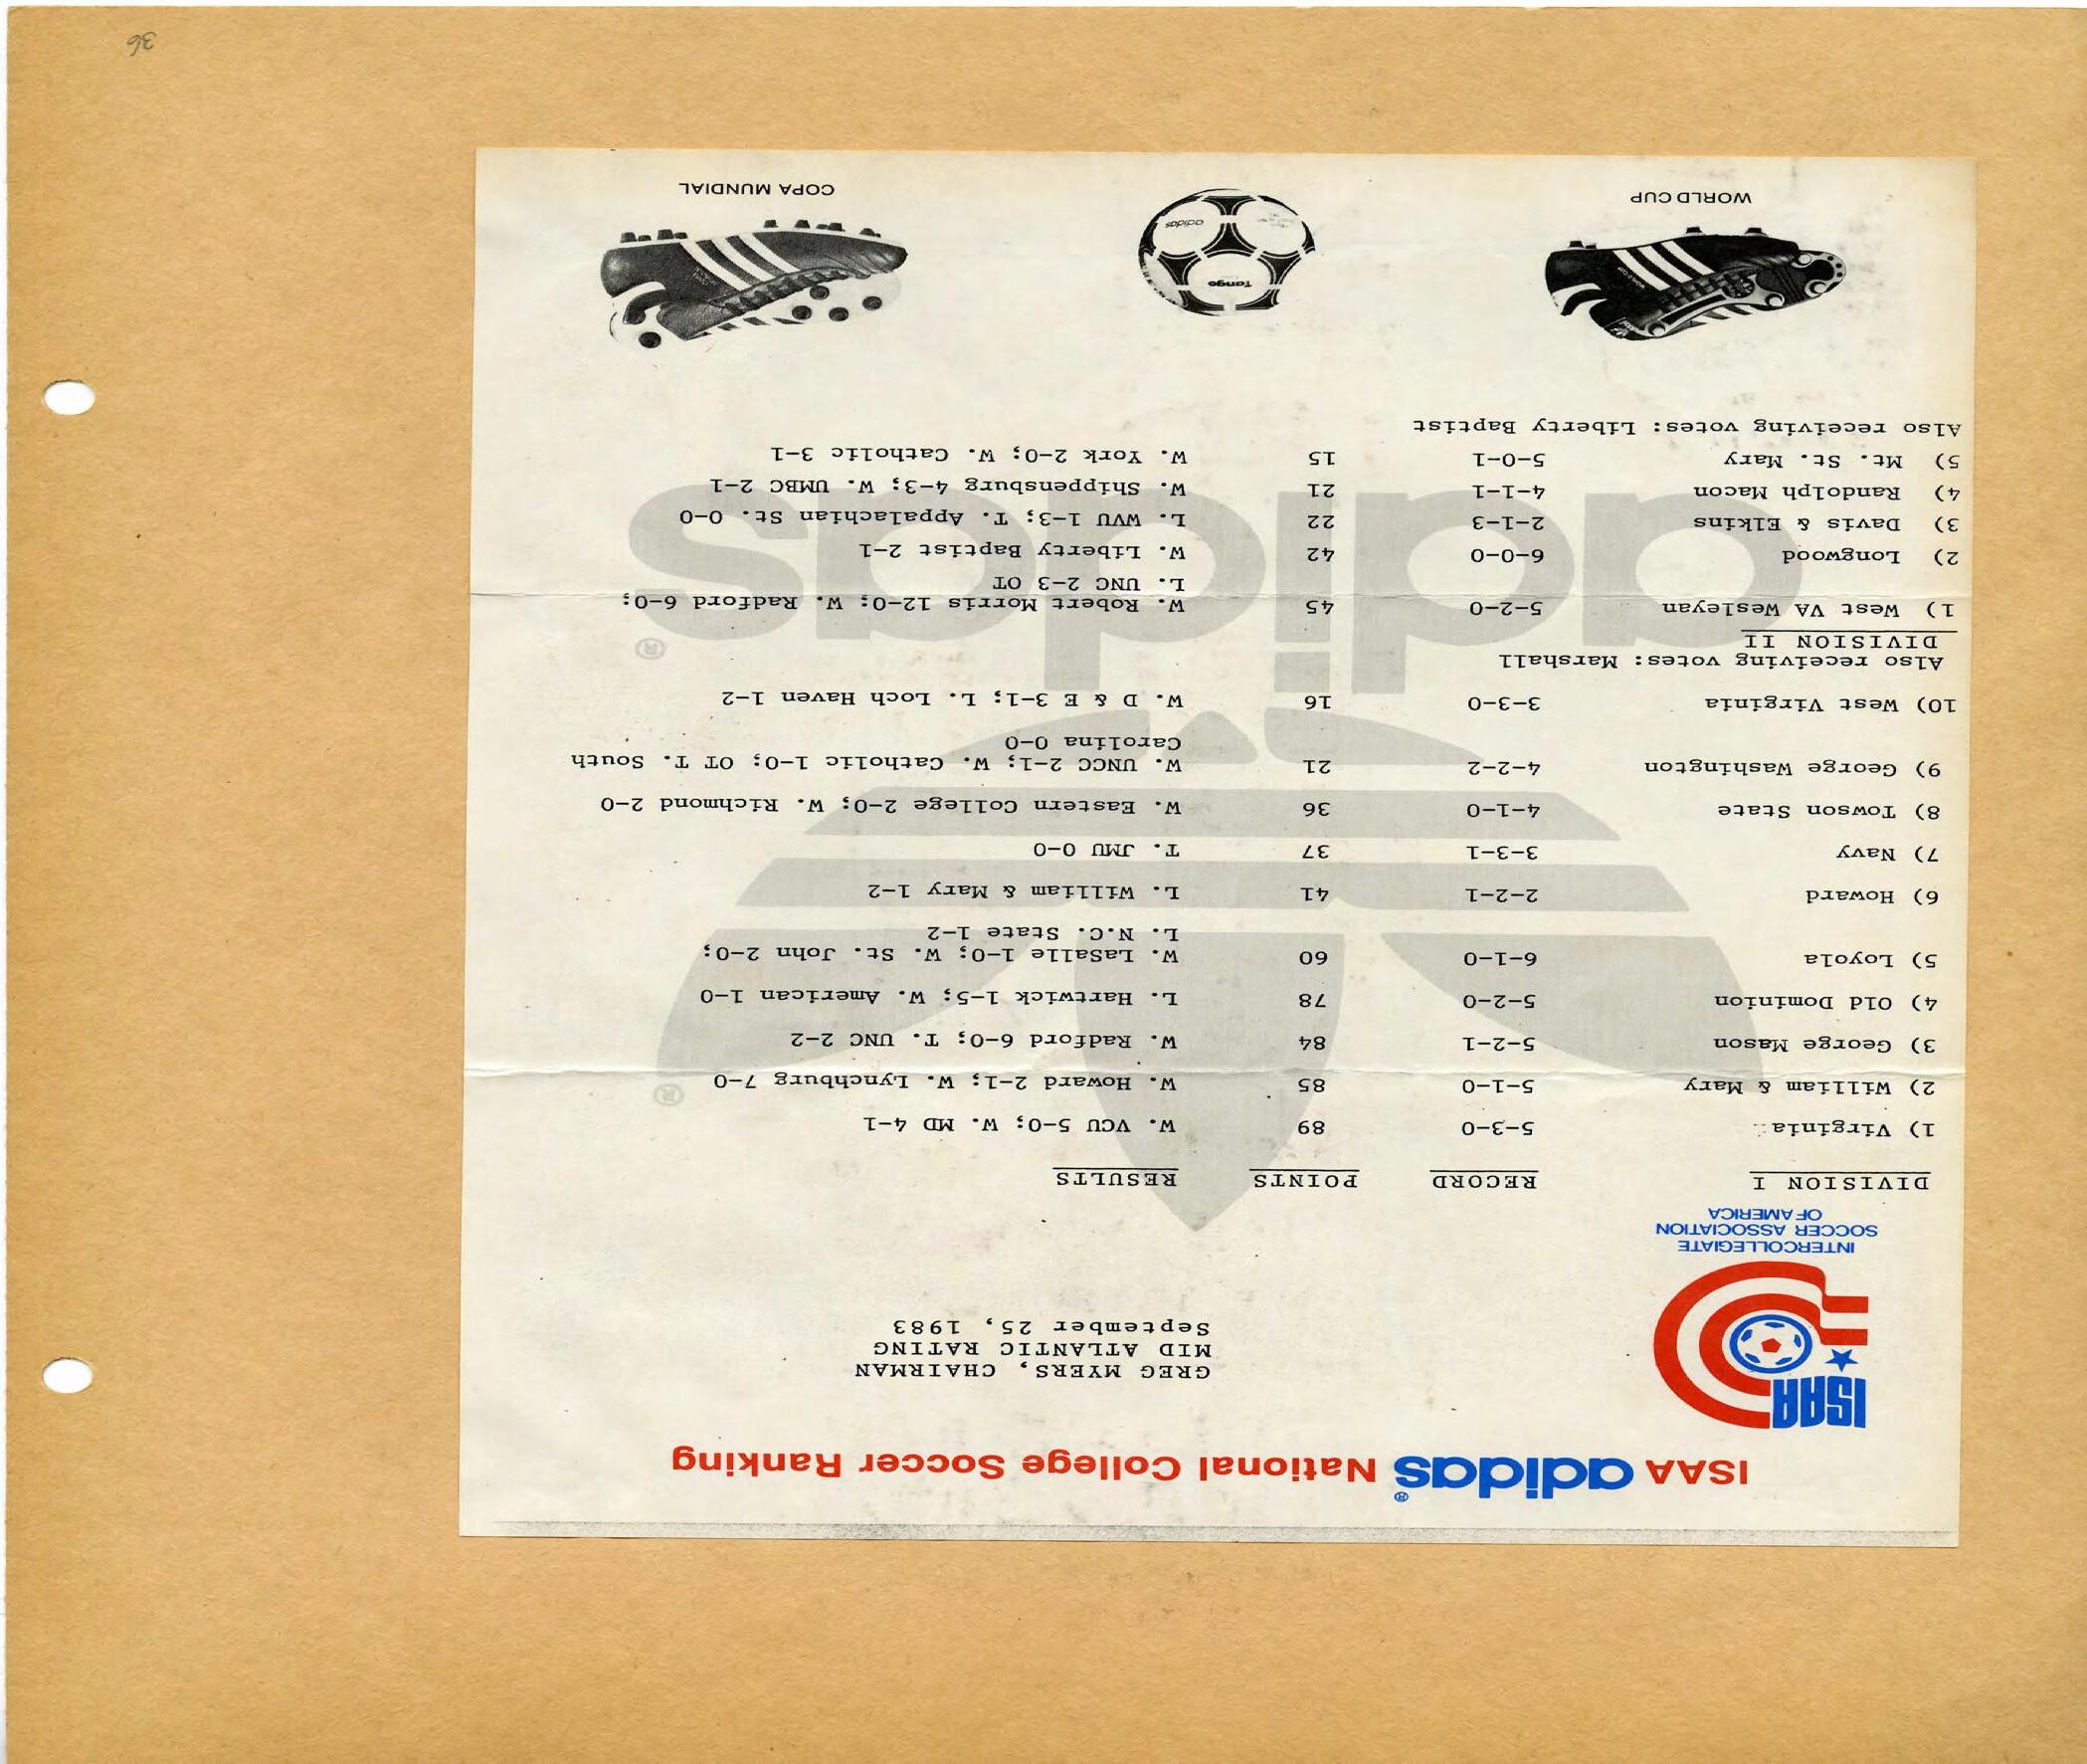 ISAA adidas® National College Soccer Ranking
ISAA
INTERCOLLEGIATE
SOCCER ASSOCIATION
OF AMERICA
GREG MYERS, CHAIRMAN
MID ATLANTIC RATING
September 25, 1983
DIVISION I RECORD POINTS RESULTS
1) Virginia 5-3-0 89 W. VCU 5-0; W. MD 4-1
2) William & Mary 5-1-0 85 W. Howard 2-1; W. Lynchburg 7-0
3) George Mason 5-2-1 84 W. Radford 6-0; T. UNC 2-2
4) Old Dominion 5-2-0 78 L. Hartwick 1-5; W. American 1-0
5) Loyola 6-1-0 60 W. LaSalle 1-0; W. St. John 2-0;
L. N.C. State 1-2
6) Howard 2-2-1 41 L. William & Mary 1-2
7) Navy 3-3-1 37 T. JMU 0-0
8) Towson State 4-1-0 36 W. Eastern College 2-0; W. Richmond 2-0
9) George Washington 4-2-2 21 W. UNCC 2-1; W. Catholic 1-0; OT T. South
Carolina 0-0
10) West Virginia 3-3-0 16 W. D & E 3-1; L. Loch Haven 1-2
Also receiving votes: Marshall
DIVISION II
1) West VA Wesleyan 5-2-0 45 W. Robert Morris 12-0; W. Radford 6-0;
L. UNC 2-3 OT
2) Longwood 6-0-0 42 W. Liberty Baptist 2-1
3) Davis & Elkins 2-1-3 22 L. WVU 1-3; T. Appalachian St. 0-0
4) Randolph Macon 4-1-1 21 W. Shippensburg 4-3; W. UMBC 2-1
5) Mt. St. Mary 5-0-1 15 W. York 2-0; W. Catholic 3-1
Also receiving votes: Liberty Baptist
adidas ®
®
Tango
adidas
WORLD CUP
COPA MUNDIAL
36